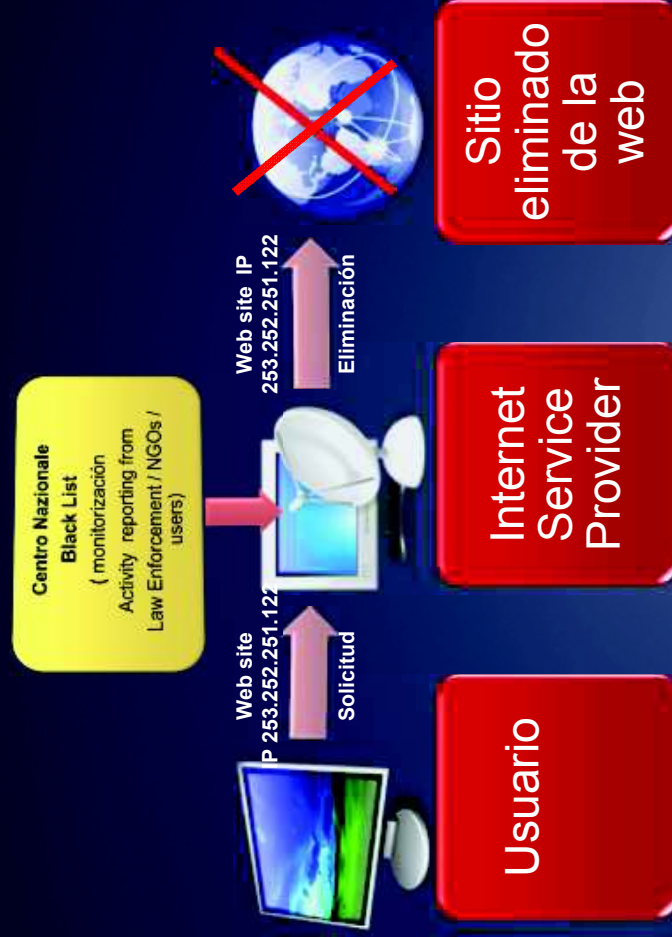 Centro Nazionale
Black List
( monitorización
Activity reporting from
Law Enforcement / NGOs /
users)
Web site
P 253.252.251.122
Solicitud
Web site IP
253.252.251.122
Eliminación
Usuario
Internet
Service
Provider
Sitio
eliminado
de la
web